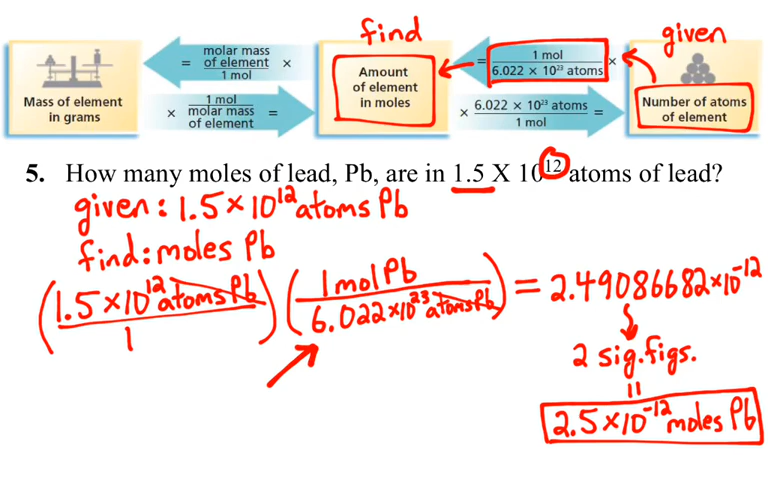 find
given
= molar mass of element / 1 mol ×
= 1 mol / 6.022 × 10²³ atoms ×
Mass of element
in grams
Amount
of element
in moles
Number of atoms
of element
× 1 mol / molar mass of element =
× 6.022 × 10²³ atoms / 1 mol =
5. How many moles of lead, Pb, are in 1.5 X 10¹² atoms of lead?
given: 1.5 × 10¹² atoms Pb
find: moles Pb
(1.5 × 10¹² atoms Pb / 1) (1 mol Pb / 6.022 × 10²³ atoms Pb) = 2.49086682 × 10⁻¹²
2 sig. figs.
=
2.5 × 10⁻¹² moles Pb